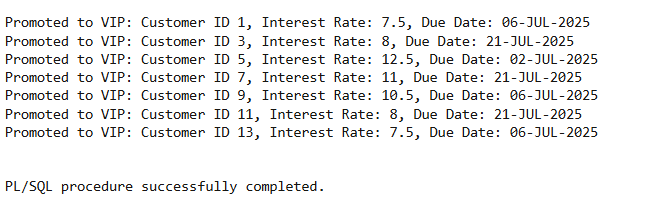 Promoted to VIP: Customer ID 1, Interest Rate: 7.5, Due Date: 06-JUL-2025
Promoted to VIP: Customer ID 3, Interest Rate: 8, Due Date: 21-JUL-2025
Promoted to VIP: Customer ID 5, Interest Rate: 12.5, Due Date: 02-JUL-2025
Promoted to VIP: Customer ID 7, Interest Rate: 11, Due Date: 21-JUL-2025
Promoted to VIP: Customer ID 9, Interest Rate: 10.5, Due Date: 06-JUL-2025
Promoted to VIP: Customer ID 11, Interest Rate: 8, Due Date: 21-JUL-2025
Promoted to VIP: Customer ID 13, Interest Rate: 7.5, Due Date: 06-JUL-2025
PL/SQL procedure successfully completed.